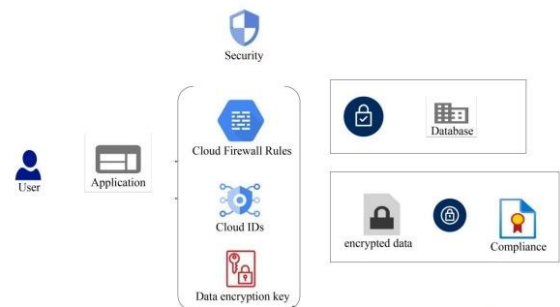 Security
Cloud Firewall Rules
Database
User
Application
Cloud IDs
encrypted data
Compliance
Data encryption key